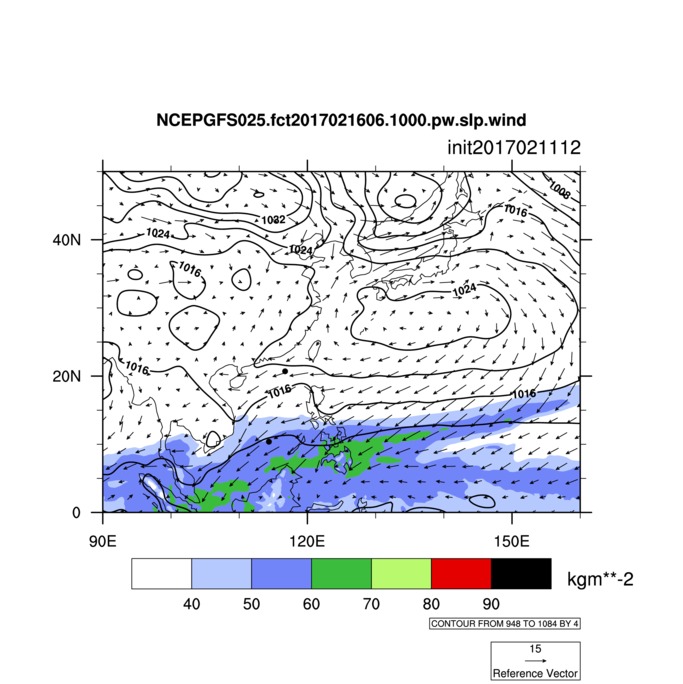 NCEPGFS025.fct2017021606.1000.pw.slp.wind
init2017021112
1008
1016
1032
1024
1024
1016
1024
1016
1016
1016
40N
20N
0
90E 120E 150E
40 50 60 70 80 90
kgm**-2
CONTOUR FROM 948 TO 1084 BY 4
15
Reference Vector